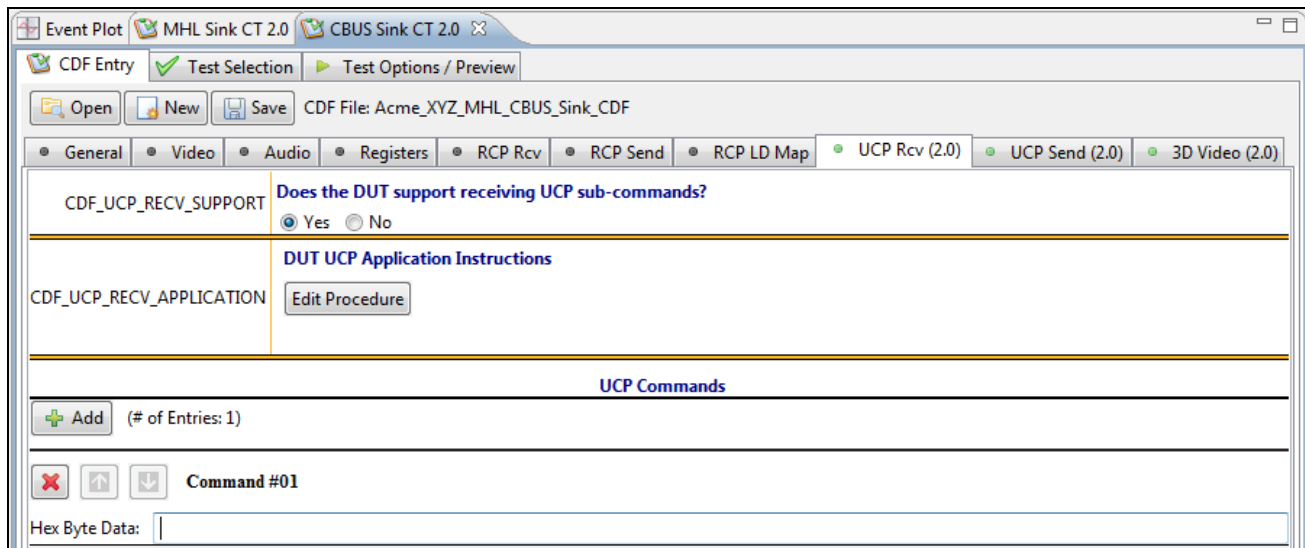 Event Plot MHL Sink CT 2.0 CBUS Sink CT 2.0
CDF Entry Test Selection Test Options / Preview
Open New Save CDF File: Acme_XYZ_MHL_CBUS_Sink_CDF
General Video Audio Registers RCP Rcv RCP Send RCP LD Map UCP Rcv (2.0) UCP Send (2.0) 3D Video (2.0)
CDF_UCP_RECV_SUPPORT Does the DUT support receiving UCP sub-commands?
Yes No
DUT UCP Application Instructions
CDF_UCP_RECV_APPLICATION Edit Procedure
UCP Commands
Add (# of Entries: 1)
Command #01
Hex Byte Data: